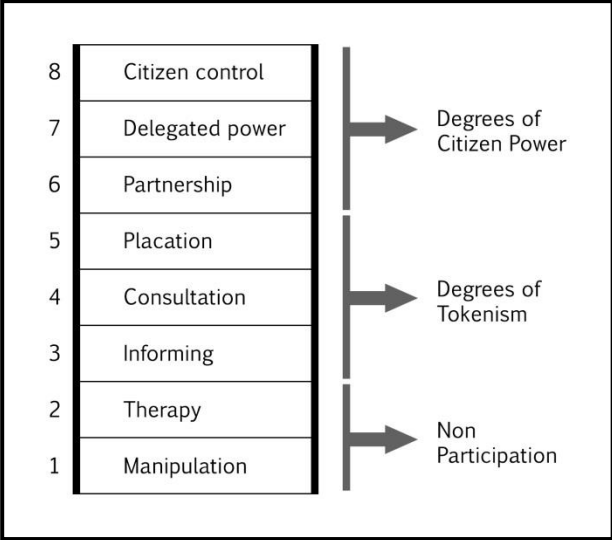 8 Citizen control
7 Delegated power
6 Partnership
5 Placation
4 Consultation
3 Informing
2 Therapy
1 Manipulation
Degrees of
Citizen Power
Degrees of
Tokenism
Non
Participation